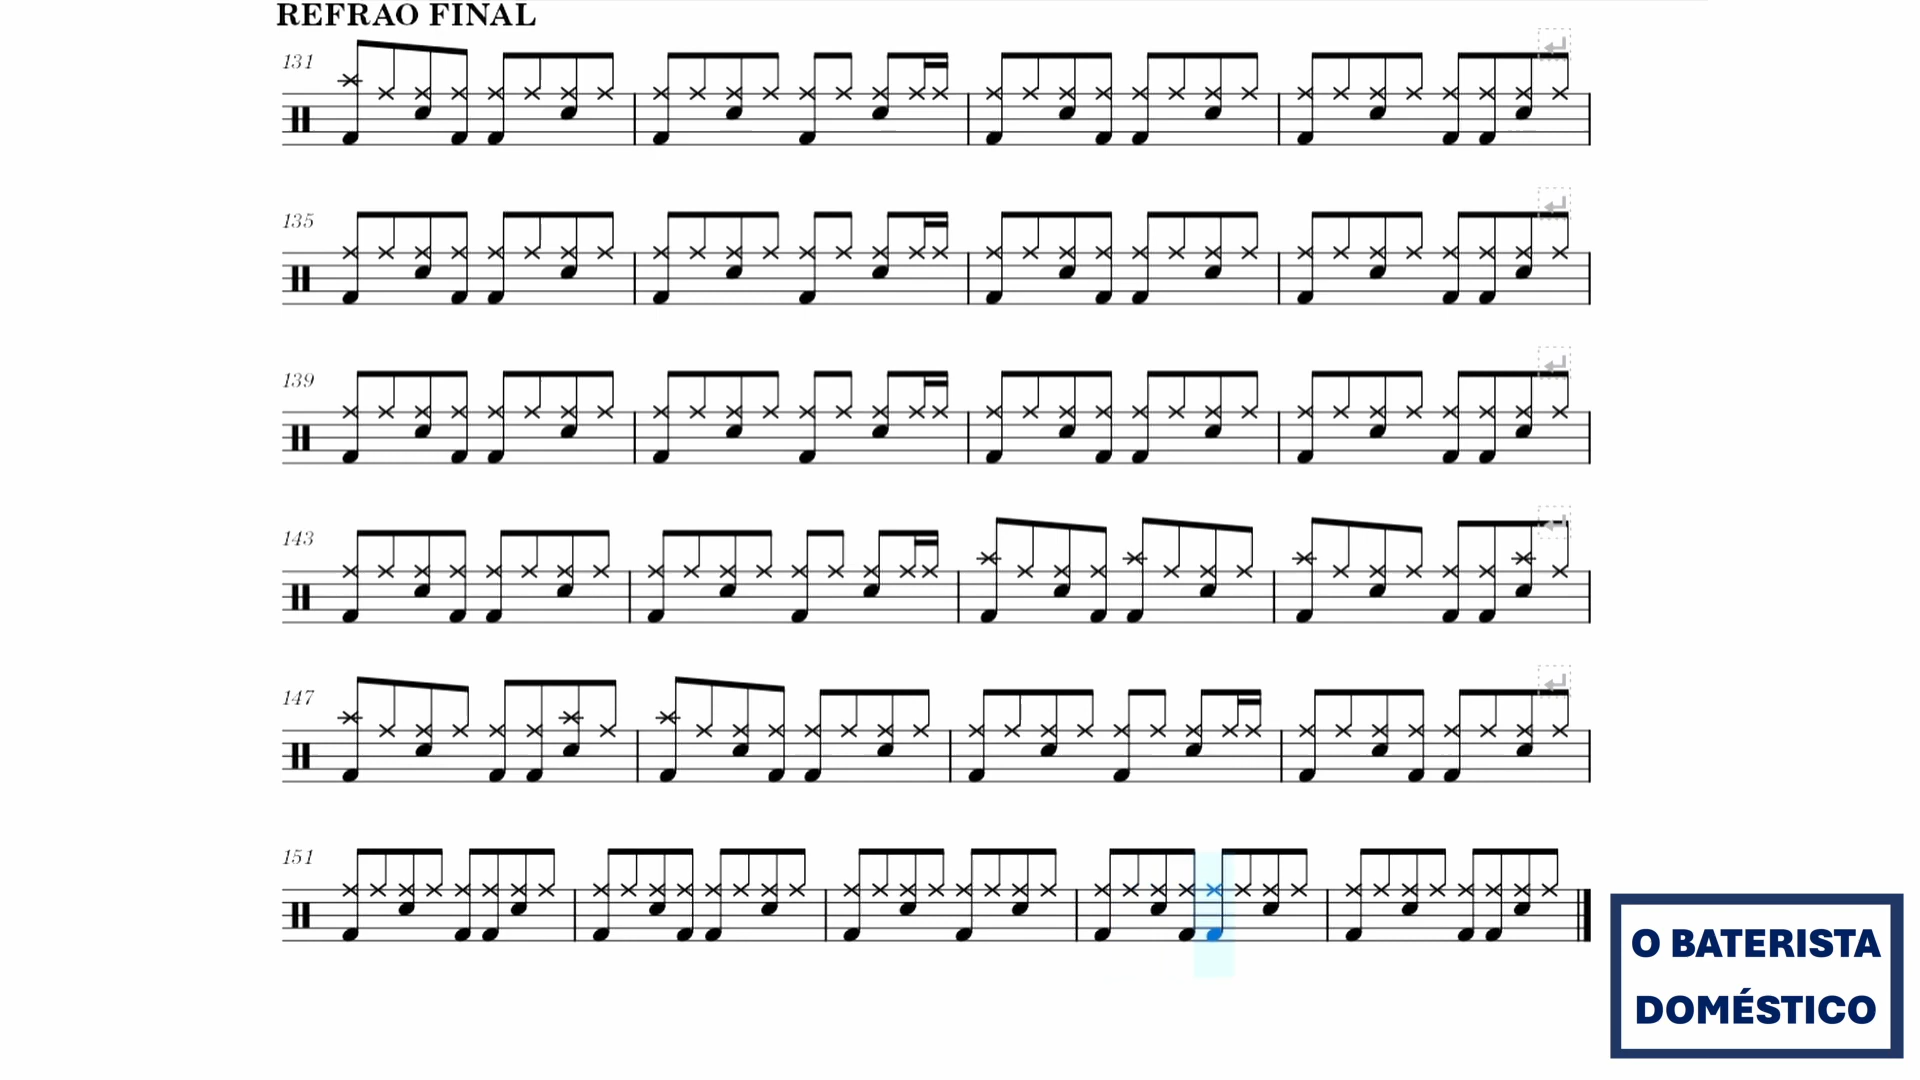 REFRAO FINAL
131
135
139
143
147
151
O BATERISTA
DOMÉSTICO